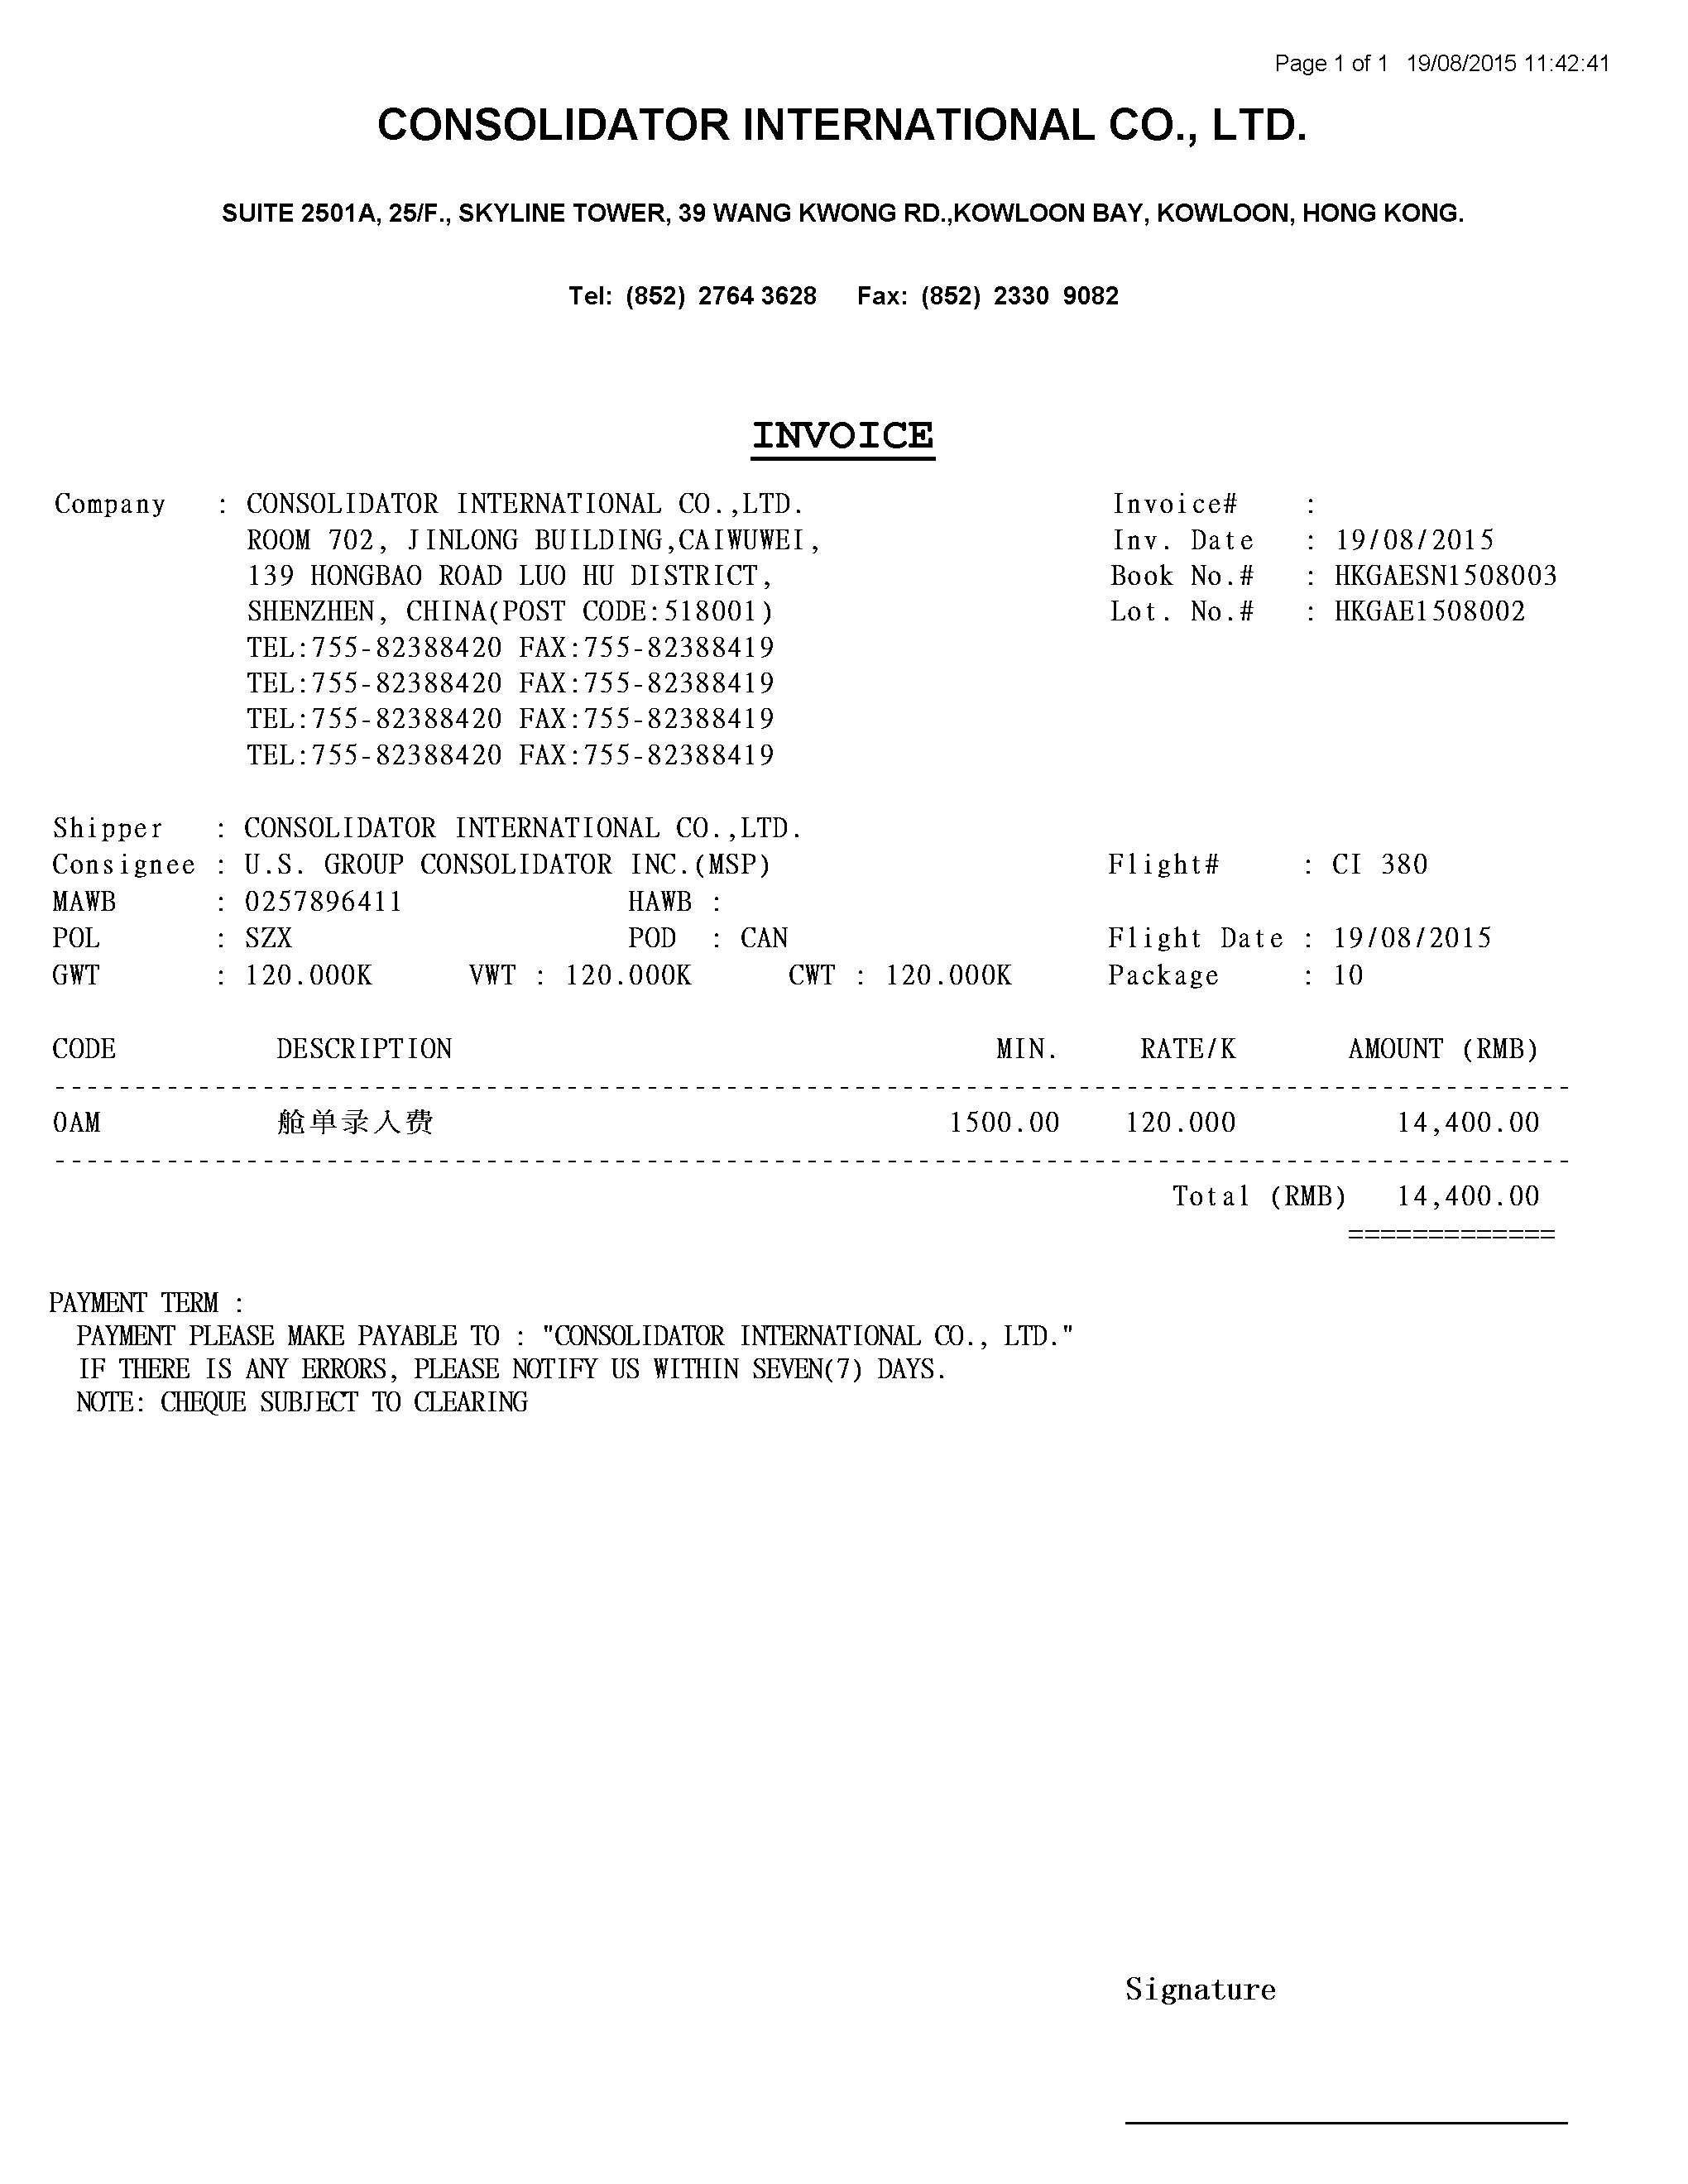 Page 1 of 1 19/08/2015 11:42:41
CONSOLIDATOR INTERNATIONAL CO., LTD.
SUITE 2501A, 25/F., SKYLINE TOWER, 39 WANG KWONG RD.,KOWLOON BAY, KOWLOON, HONG KONG.
Tel: (852) 2764 3628 Fax: (852) 2330 9082
INVOICE
Company : CONSOLIDATOR INTERNATIONAL CO.,LTD. Invoice# :
ROOM 702, JINLONG BUILDING,CAIWUWEI, Inv. Date : 19/08/2015
139 HONGBAO ROAD LUO HU DISTRICT, Book No.# : HKGAESN1508003
SHENZHEN, CHINA(POST CODE:518001) Lot. No.# : HKGAE1508002
TEL:755-82388420 FAX:755-82388419
TEL:755-82388420 FAX:755-82388419
TEL:755-82388420 FAX:755-82388419
TEL:755-82388420 FAX:755-82388419
Shipper : CONSOLIDATOR INTERNATIONAL CO.,LTD.
Consignee : U.S. GROUP CONSOLIDATOR INC.(MSP) Flight# : CI 380
MAWB : 0257896411 HAWB :
POL : SZX POD : CAN Flight Date : 19/08/2015
GWT : 120.000K VWT : 120.000K CWT : 120.000K Package : 10
CODE DESCRIPTION MIN. RATE/K AMOUNT (RMB)
OAM 舱单录入费 1500.00 120.000 14,400.00
Total (RMB) 14,400.00
=============
PAYMENT TERM :
PAYMENT PLEASE MAKE PAYABLE TO : "CONSOLIDATOR INTERNATIONAL CO., LTD."
IF THERE IS ANY ERRORS, PLEASE NOTIFY US WITHIN SEVEN(7) DAYS.
NOTE: CHEQUE SUBJECT TO CLEARING
Signature